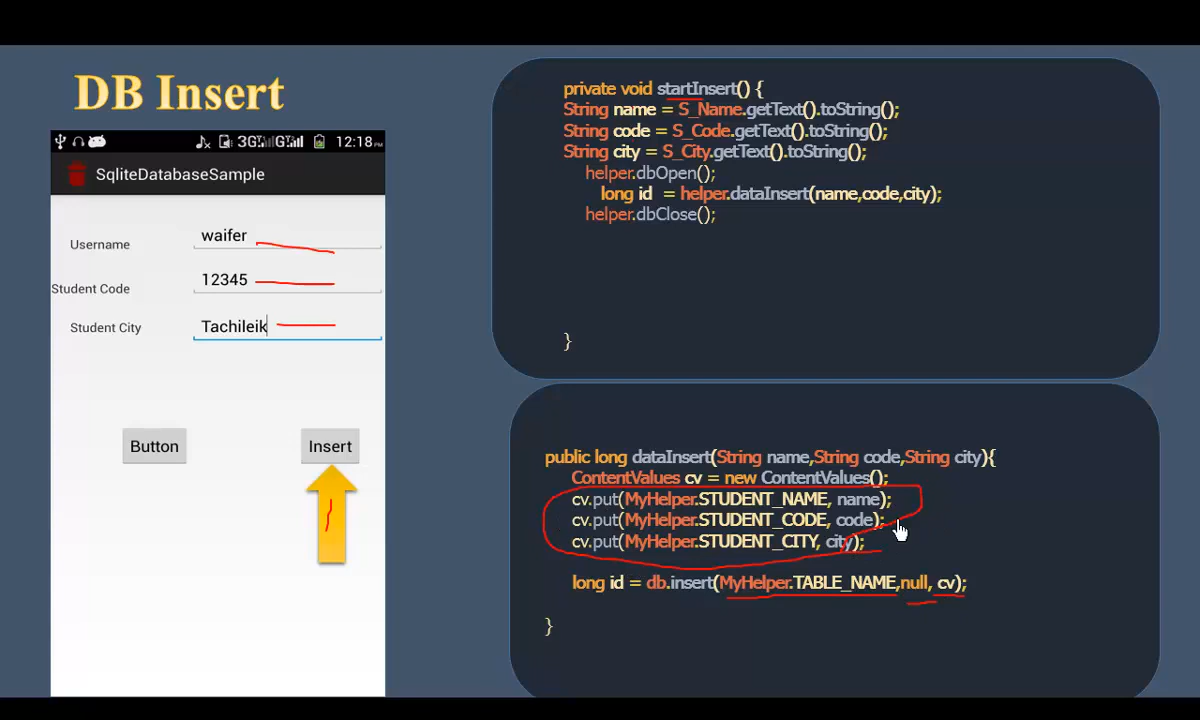 DB Insert
3G G 12:18 PM
SqliteDatabaseSample
Username waifer
Student Code 12345
Student City Tachileik
Button Insert
private void startInsert() {
String name = S_Name.getText().toString();
String code = S_Code.getText().toString();
String city = S_City.getText().toString();
helper.dbOpen();
long id = helper.dataInsert(name,code,city);
helper.dbClose();
}
public long dataInsert(String name,String code,String city){
ContentValues cv = new ContentValues();
cv.put(MyHelper.STUDENT_NAME, name);
cv.put(MyHelper.STUDENT_CODE, code);
cv.put(MyHelper.STUDENT_CITY, city);
long id = db.insert(MyHelper.TABLE_NAME,null, cv);
}